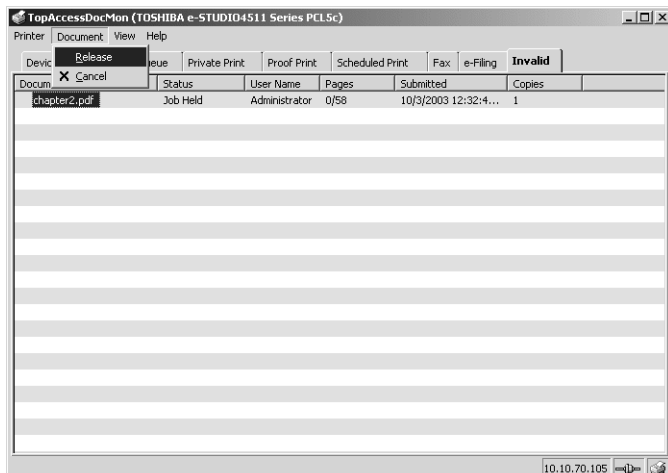 TopAccessDocMon (TOSHIBA e-STUDIO4511 Series PCL5c)
Printer Document View Help
Release
Cancel
Private Print Proof Print Scheduled Print Fax e-Filing Invalid
Status User Name Pages Submitted Copies
chapter2.pdf Job Held Administrator 0/58 10/3/2003 12:32:4... 1
10.10.70.105